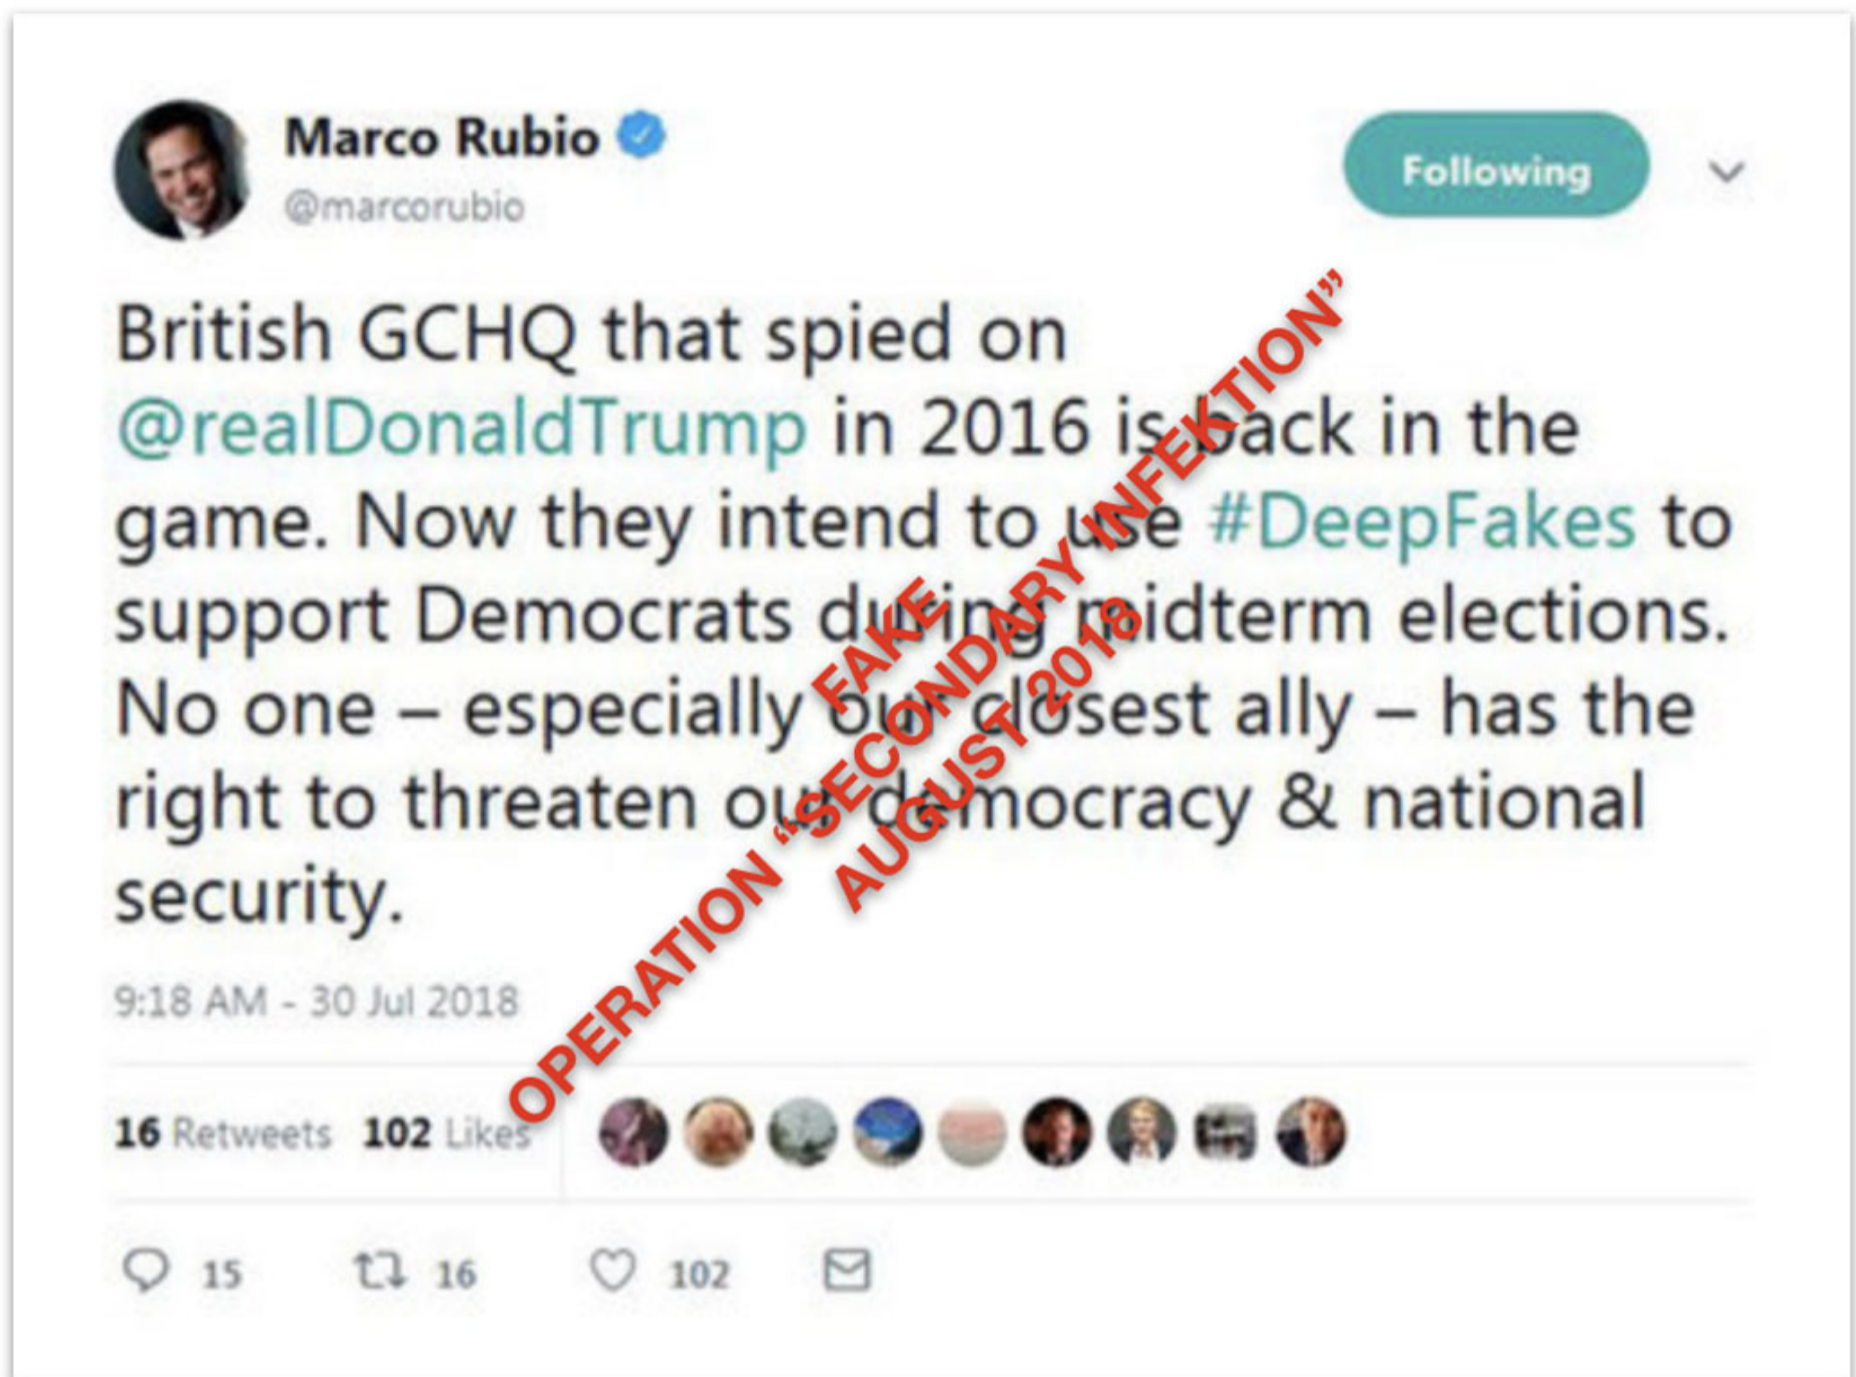 Marco Rubio
@marcorubio
Following
British GCHQ that spied on
@realDonaldTrump in 2016 is back in the
game. Now they intend to use #DeepFakes to
support Democrats during midterm elections.
No one – especially our closest ally – has the
right to threaten our democracy & national
security.
FAKE
OPERATION “SECONDARY INFEKTION”
AUGUST 2018
9:18 AM - 30 Jul 2018
16 Retweets 102 Likes
15 16 102